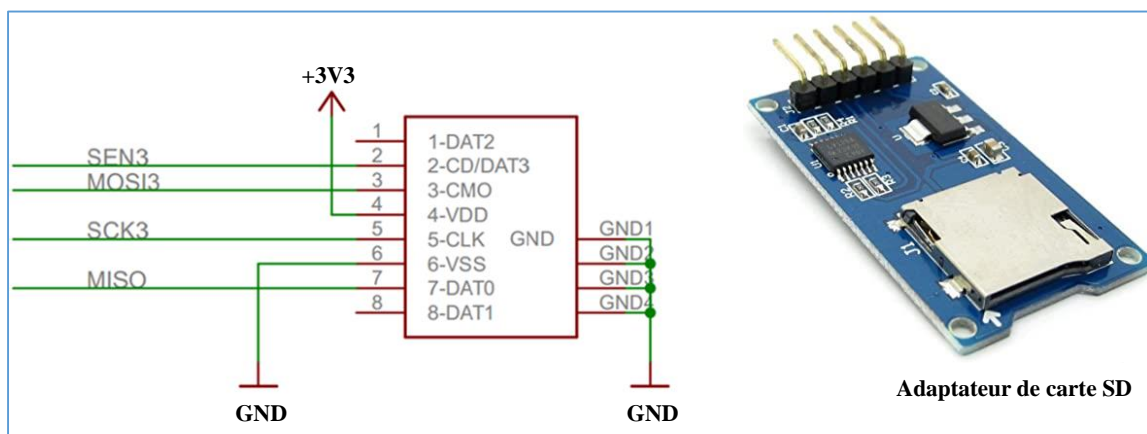 +3V3
1
1-DAT2
SEN3
2
2-CD/DAT3
MOSI3
3
3-CMO
4
4-VDD
SCK3
5
5-CLK
GND
GND1
6
6-VSS
GND2
MISO
7
7-DAT0
GND3
8
8-DAT1
GND4
GND
GND
Adaptateur de carte SD